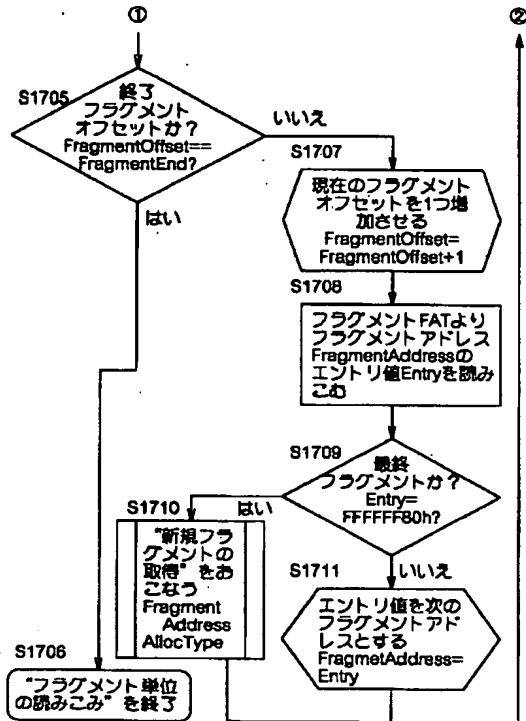 ①
②
S1705
終了
フラグメント
オフセットか?
FragmentOffset==
FragmentEnd?
いいえ
はい
S1707
現在のフラグメント
オフセットを1つ増
加させる
FragmentOffset=
FragmentOffset+1
S1708
フラグメントFATより
フラグメントアドレス
FragmentAddressの
エントリ値Entryを読み
こむ
S1709
最終
フラグメントか?
Entry=
FFFFFF80h?
はい
いいえ
S1710
“新規フラ
グメントの
取得”をお
こなう
Fragment
Address
AllocType
S1711
エントリ値を次の
フラグメントアド
レスとする
FragmetAddress=
Entry
S1706
“フラグメント単位
の読みこみ”を終了